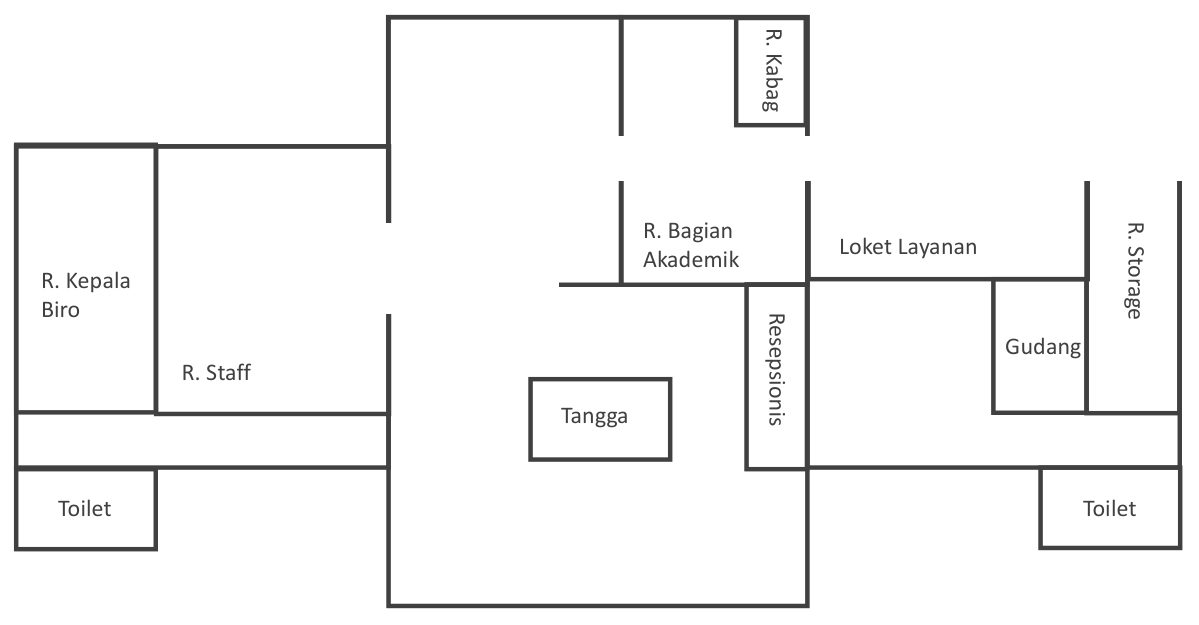 R. Kabag
R. Kepala
Biro
R. Staff
R. Bagian
Akademik
Loket Layanan
R. Storage
Gudang
Resepsionis
Tangga
Toilet
Toilet